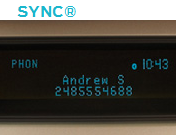 SYNC®
PHON 10:43
Andrew S
2485554688